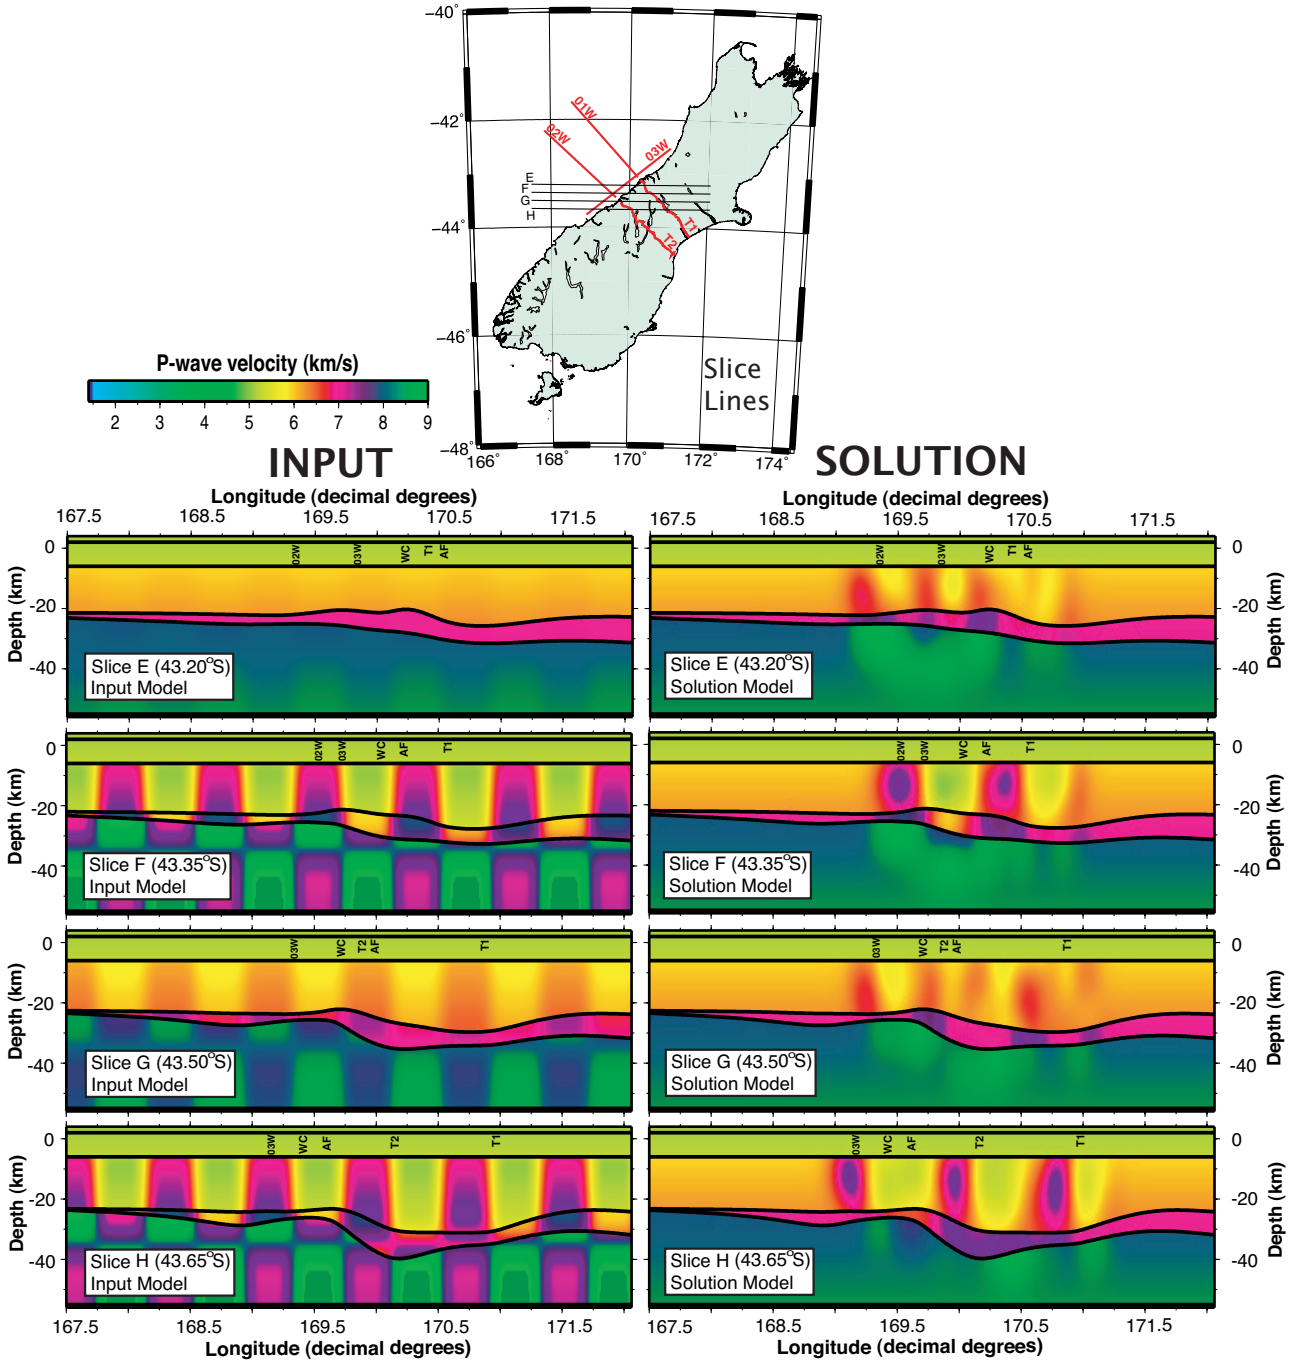 −40°
−42°
−44°
−46°
−48°
166°
168°
170°
172°
174°
01W
02W
03W
E
F
G
H
T1
T2
Slice
Lines
P-wave velocity (km/s)
2 3 4 5 6 7 8 9
INPUT
SOLUTION
Longitude (decimal degrees)
Longitude (decimal degrees)
167.5 168.5 169.5 170.5 171.5
167.5 168.5 169.5 170.5 171.5
Depth (km)
0
-20
-40
02W 03W WC T1 AF
Slice E (43.20°S)
Input Model
02W 03W WC T1 AF
Slice E (43.20°S)
Solution Model
0
-20
-40
Depth (km)
Depth (km)
0
-20
-40
02W 03W WC AF T1
Slice F (43.35°S)
Input Model
02W 03W WC AF T1
Slice F (43.35°S)
Solution Model
0
-20
-40
Depth (km)
Depth (km)
0
-20
-40
03W WC T2 AF T1
Slice G (43.50°S)
Input Model
03W WC T2 AF T1
Slice G (43.50°S)
Solution Model
0
-20
-40
Depth (km)
Depth (km)
0
-20
-40
03W WC AF T2 T1
Slice H (43.65°S)
Input Model
03W WC AF T2 T1
Slice H (43.65°S)
Solution Model
0
-20
-40
Depth (km)
167.5 168.5 169.5 170.5 171.5
167.5 168.5 169.5 170.5 171.5
Longitude (decimal degrees)
Longitude (decimal degrees)